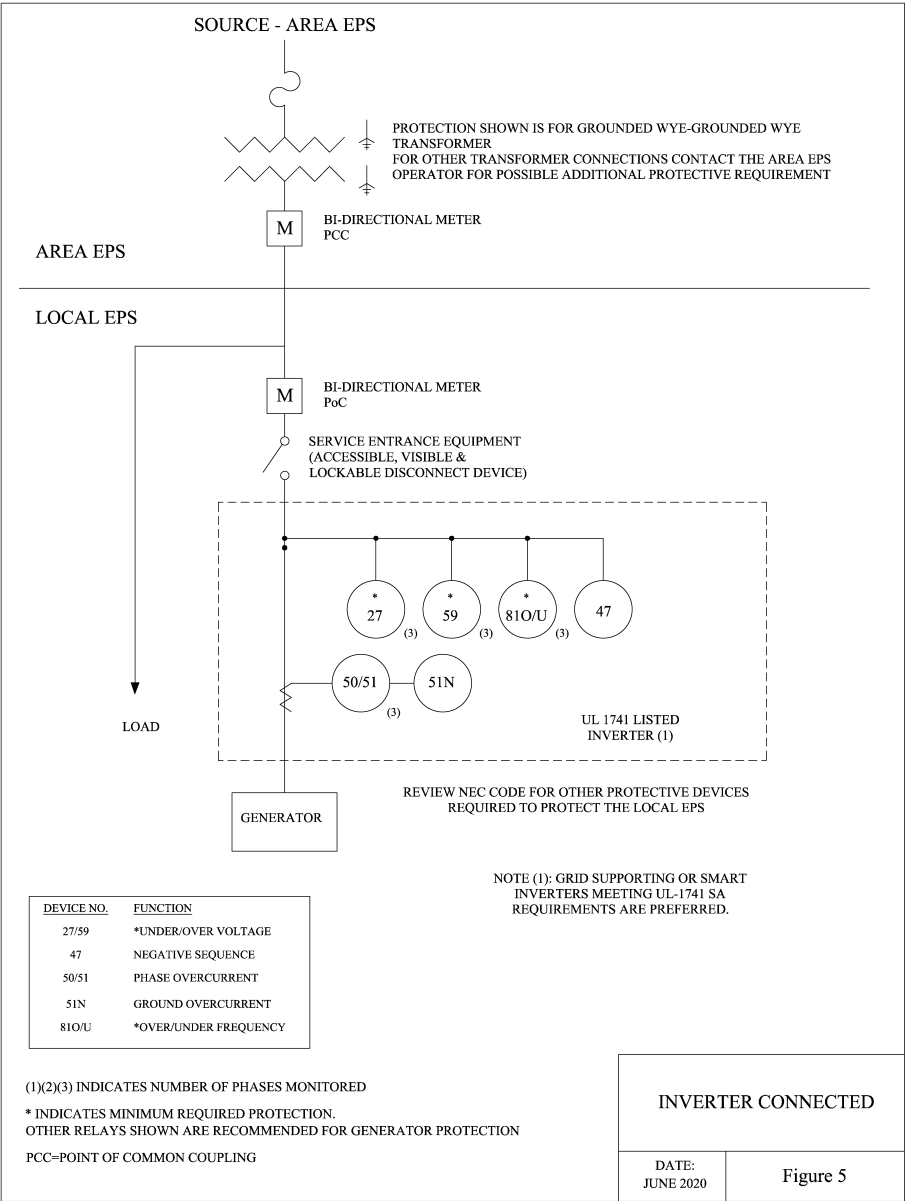 SOURCE - AREA EPS
PROTECTION SHOWN IS FOR GROUNDED WYE-GROUNDED WYE
TRANSFORMER
FOR OTHER TRANSFORMER CONNECTIONS CONTACT THE AREA EPS
OPERATOR FOR POSSIBLE ADDITIONAL PROTECTIVE REQUIREMENT
M
BI-DIRECTIONAL METER
PCC
AREA EPS
LOCAL EPS
M
BI-DIRECTIONAL METER
PoC
SERVICE ENTRANCE EQUIPMENT
(ACCESSIBLE, VISIBLE &
LOCKABLE DISCONNECT DEVICE)
* 27 (3)
* 59 (3)
* 81O/U (3)
47
50/51 (3)
51N
LOAD
UL 1741 LISTED
INVERTER (1)
GENERATOR
REVIEW NEC CODE FOR OTHER PROTECTIVE DEVICES
REQUIRED TO PROTECT THE LOCAL EPS
NOTE (1): GRID SUPPORTING OR SMART
INVERTERS MEETING UL-1741 SA
REQUIREMENTS ARE PREFERRED.
DEVICE NO. FUNCTION
27/59 *UNDER/OVER VOLTAGE
47 NEGATIVE SEQUENCE
50/51 PHASE OVERCURRENT
51N GROUND OVERCURRENT
81O/U *OVER/UNDER FREQUENCY
(1)(2)(3) INDICATES NUMBER OF PHASES MONITORED
* INDICATES MINIMUM REQUIRED PROTECTION.
OTHER RELAYS SHOWN ARE RECOMMENDED FOR GENERATOR PROTECTION
PCC=POINT OF COMMON COUPLING
INVERTER CONNECTED
DATE:
JUNE 2020
Figure 5